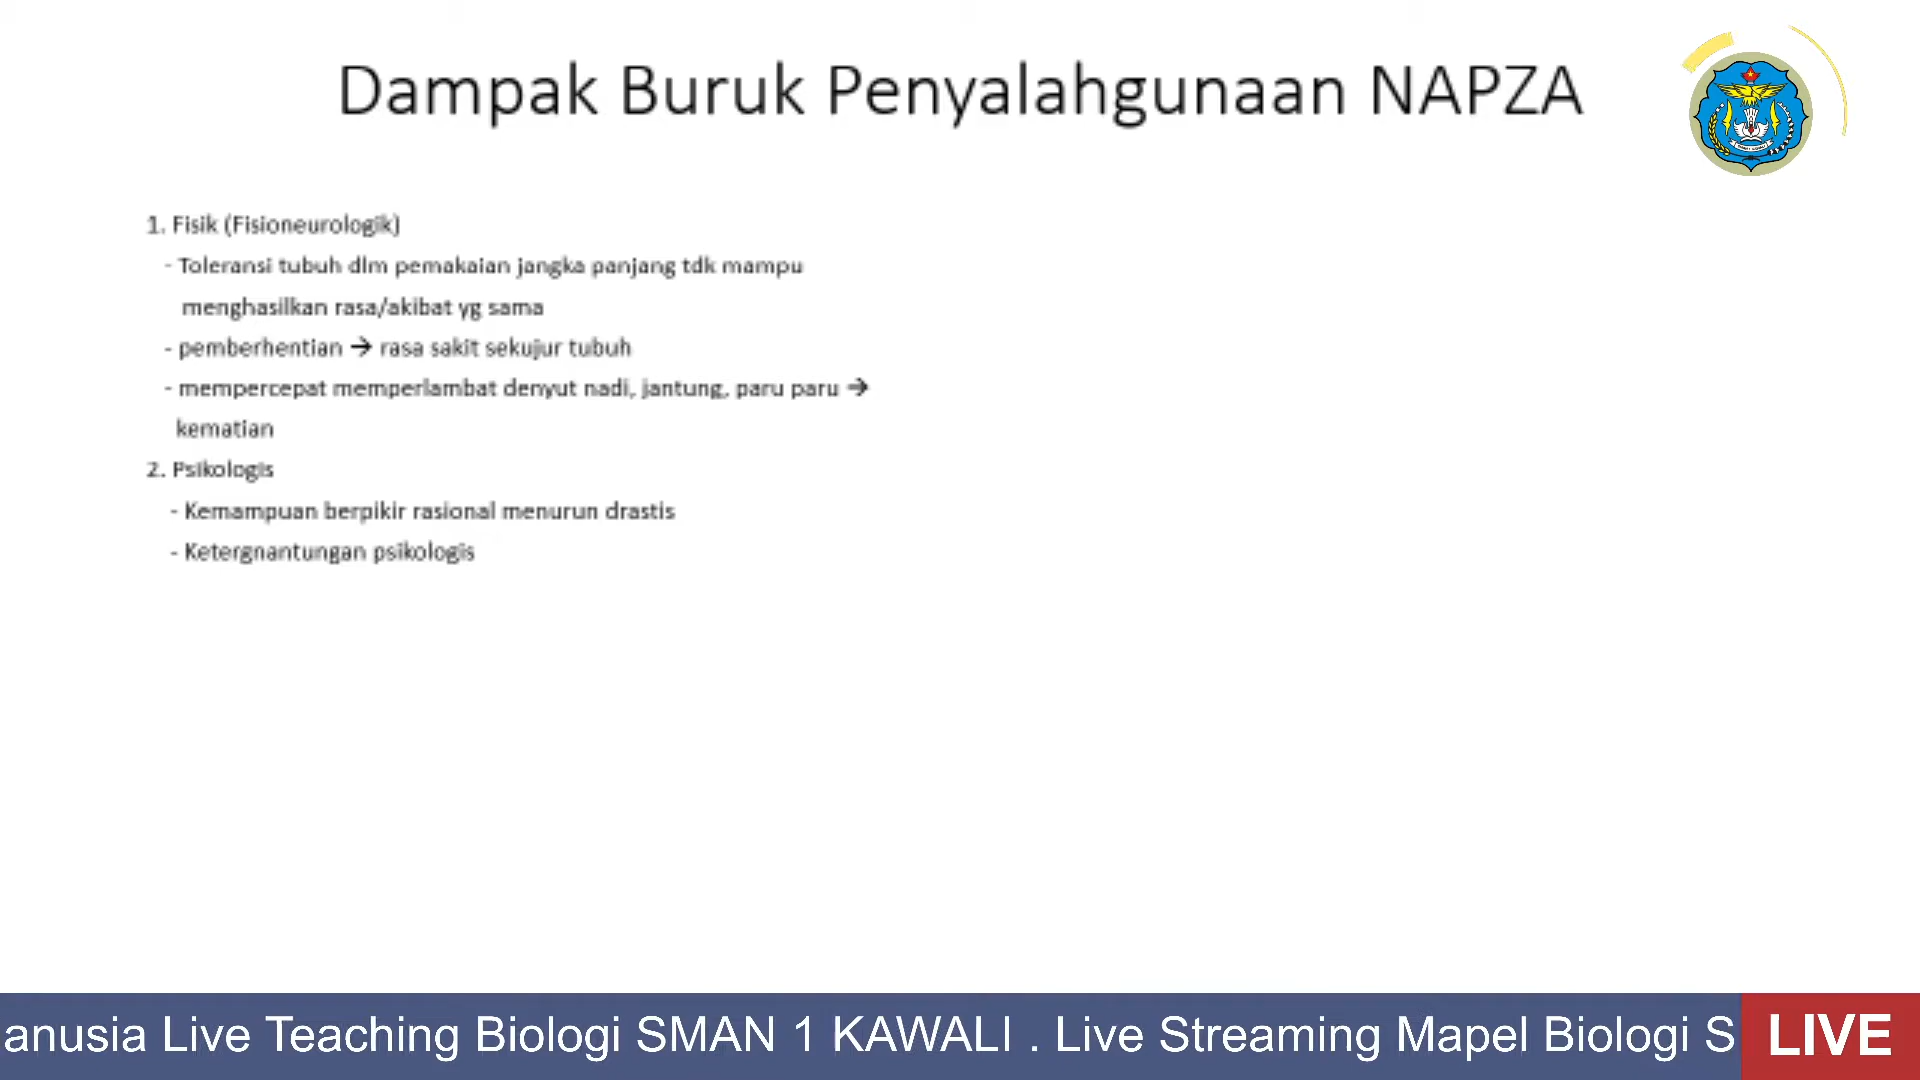 Dampak Buruk Penyalahgunaan NAPZA
1. Fisik (Fisioneurologik)
- Toleransi tubuh dlm pemakaian jangka panjang tdk mampu
menghasilkan rasa/akibat yg sama
- pemberhentian → rasa sakit sekujur tubuh
- mempercepat memperlambat denyut nadi, jantung, paru paru →
kematian
2. Psikologis
- Kemampuan berpikir rasional menurun drastis
- Ketergnantungan psikologis
anusia Live Teaching Biologi SMAN 1 KAWALI . Live Streaming Mapel Biologi S
LIVE